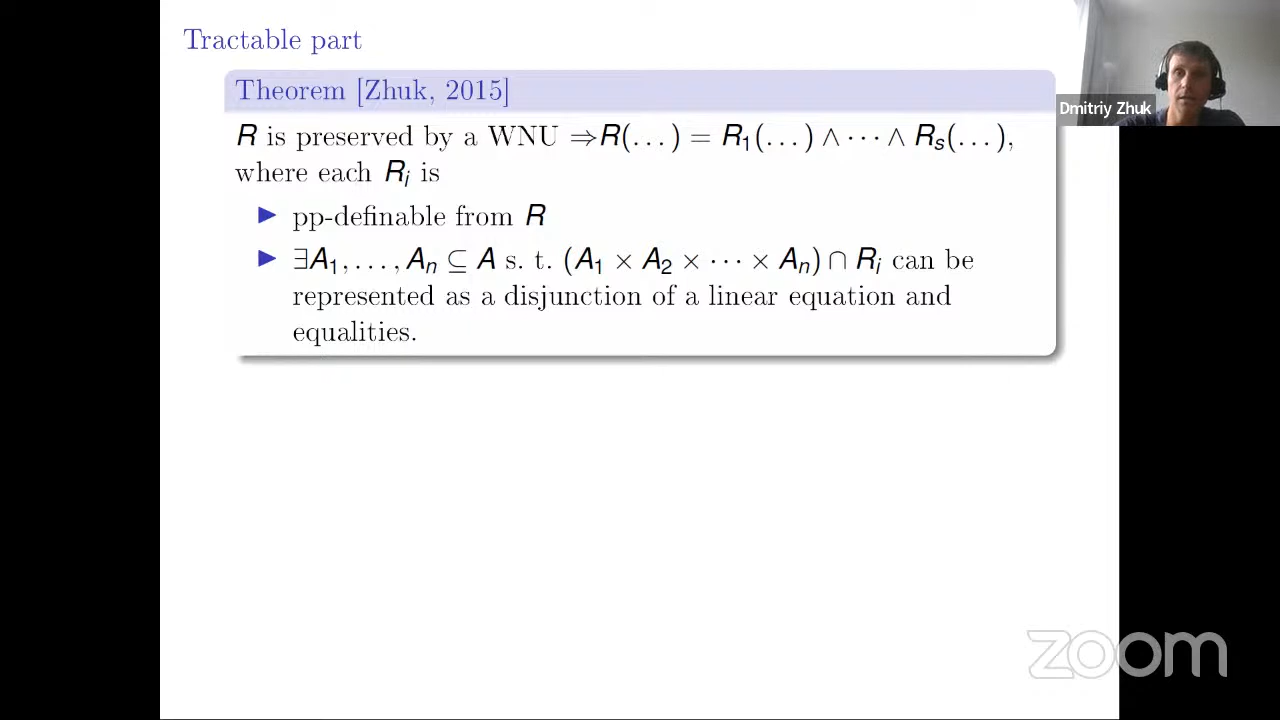 Tractable part
Theorem [Zhuk, 2015]
R is preserved by a WNU ⇒R(...) = R₁(...) ∧ ··· ∧ Rₛ(...),
where each Rᵢ is
▶ pp-definable from R
▶ ∃A₁,...,Aₙ ⊆ A s. t. (A₁ × A₂ × ··· × Aₙ) ∩ Rᵢ can be
represented as a disjunction of a linear equation and
equalities.
Dmitriy Zhuk
zoom